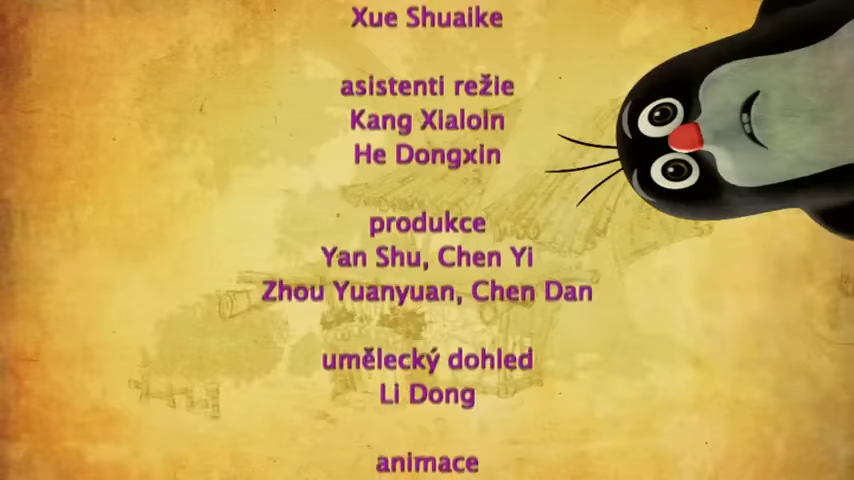 Xue Shuaike
asistenti režie
Kang Xialoin
He Dongxin
produkce
Yan Shu, Chen Yi
Zhou Yuanyuan, Chen Dan
umělecký dohled
Li Dong
animace